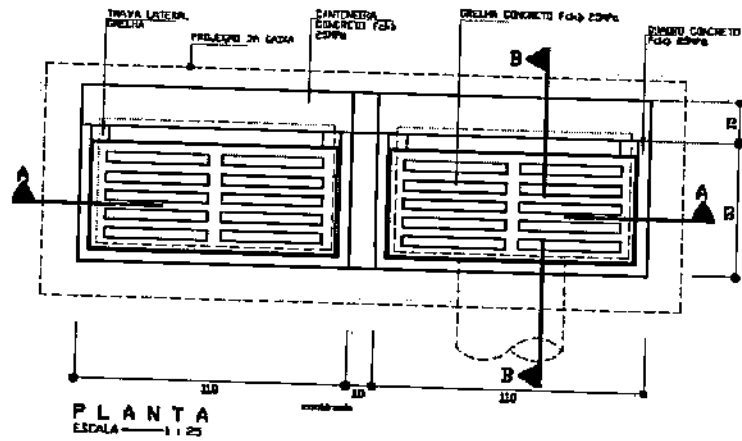 TRAVA LATERAL
GRELHA
PROJEÇÃO DA CAIXA
CANTONEIRA
CONCRETO Fck≥
25MPa
GRELHA CONCRETO Fck≥ 25MPa
QUADRO CONCRETO
Fck≥ 25MPa
B
A
A
B
110
10
110
PLANTA
ESCALA 1:25